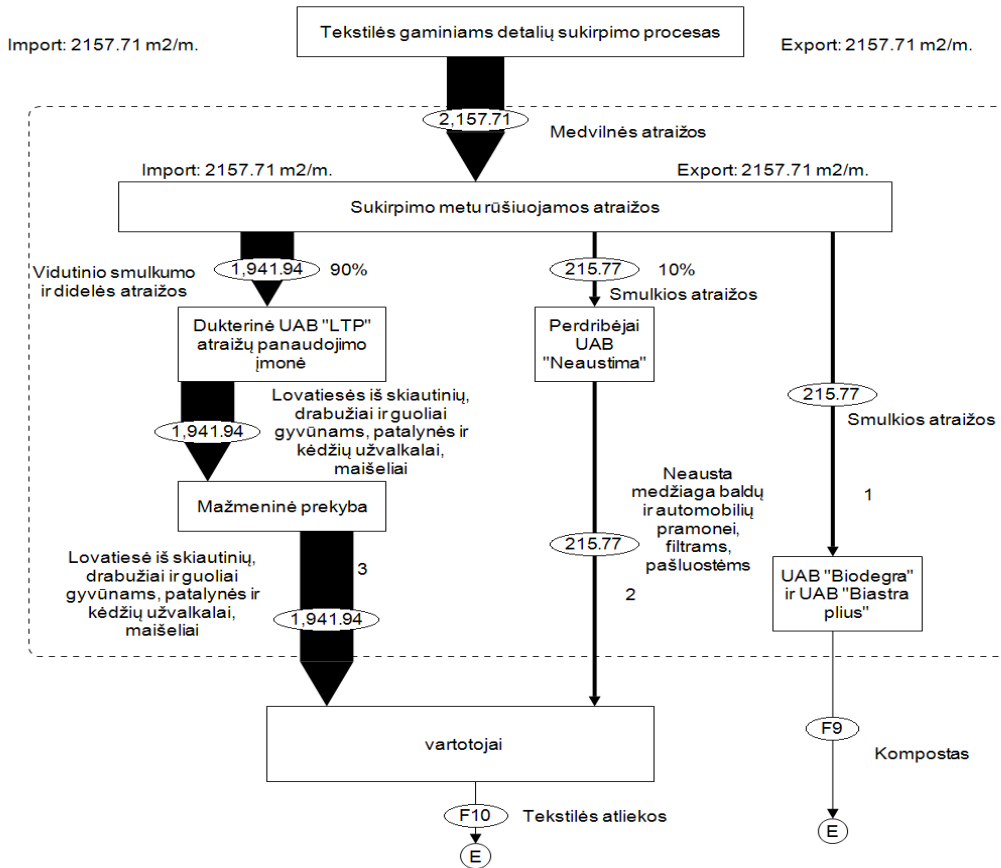 Tekstilės gaminiams detalių sukirpimo procesas
Import: 2157.71 m2/m.
Export: 2157.71 m2/m.
2,157.71
Medvilnės atraižos
Import: 2157.71 m2/m.
Export: 2157.71 m2/m.
Sukirpimo metu rūšiuojamos atraižos
1,941.94
90%
Vidutinio smulkumo
ir didelės atraižos
215.77
10%
Smulkios atraižos
Dukterinė UAB "LTP"
atraižų panaudojimo
įmonė
Perdribėjai
UAB
"Neaustima"
215.77
Smulkios atraižos
1,941.94
Lovatiesės iš skiautinių,
drabužiai ir guoliai
gyvūnams, patalynės ir
kėdžių užvalkalai,
maišeliai
Mažmeninė prekyba
Neausta
medžiaga baldų
ir automobilių
pramonei,
filtrams,
pašluostėms
215.77
1
2
3
Lovatiesė iš skiautinių,
drabužiai ir guoliai
gyvūnams, patalynės ir
kėdžių užvalkalai,
maišeliai
1,941.94
UAB "Biodegra"
ir UAB "Biastra
plius"
vartotojai
F9
Kompostas
F10
Tekstilės atliekos
E
E